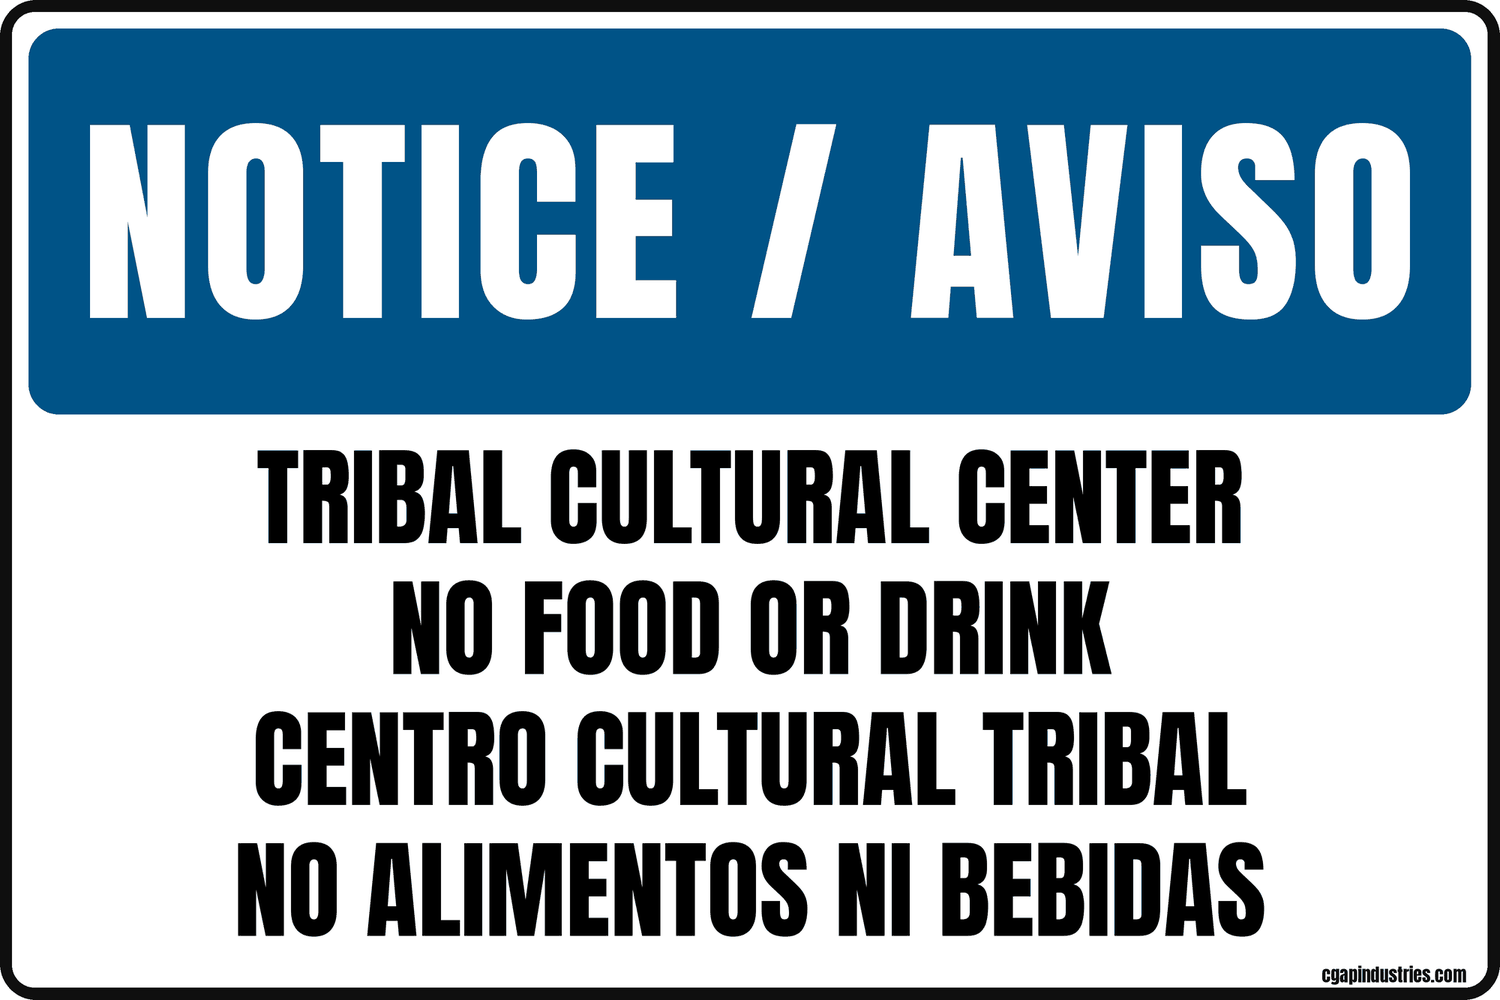 NOTICE / AVISO
TRIBAL CULTURAL CENTER
NO FOOD OR DRINK
CENTRO CULTURAL TRIBAL
NO ALIMENTOS NI BEBIDAS
cgapindustries.com